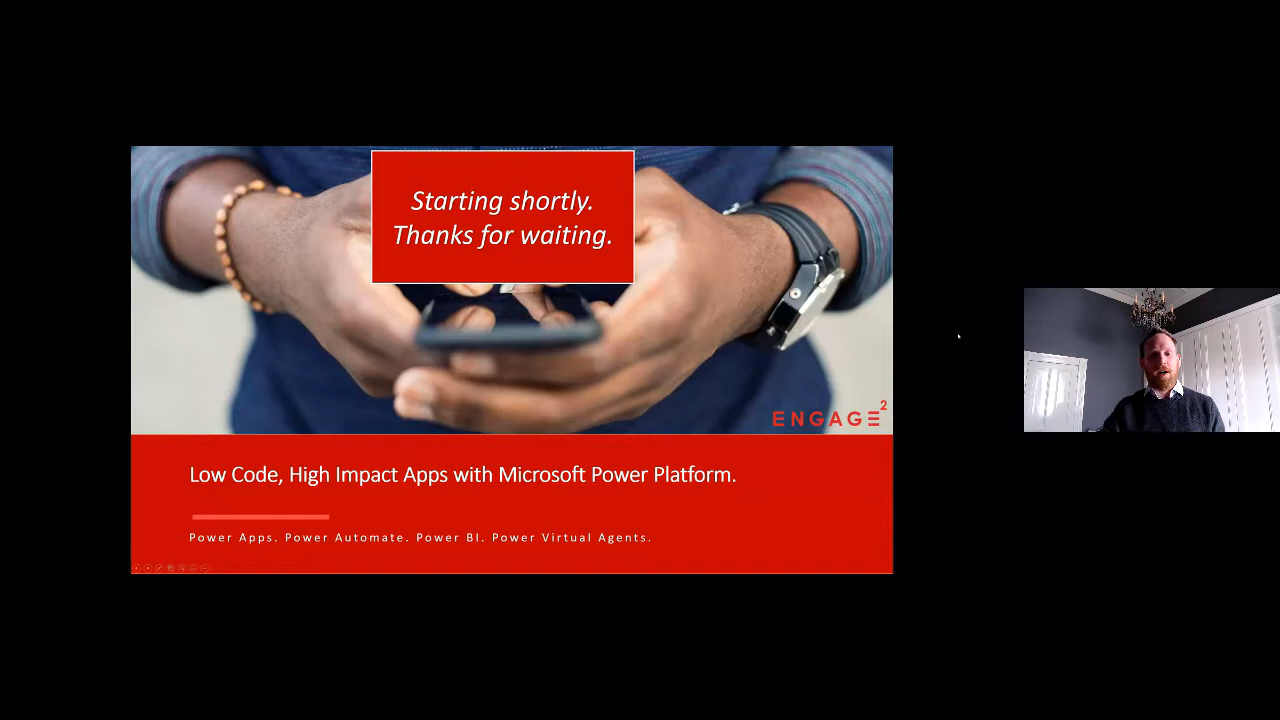 Starting shortly.
Thanks for waiting.
ENGAGE2
Low Code, High Impact Apps with Microsoft Power Platform.
Power Apps. Power Automate. Power BI. Power Virtual Agents.